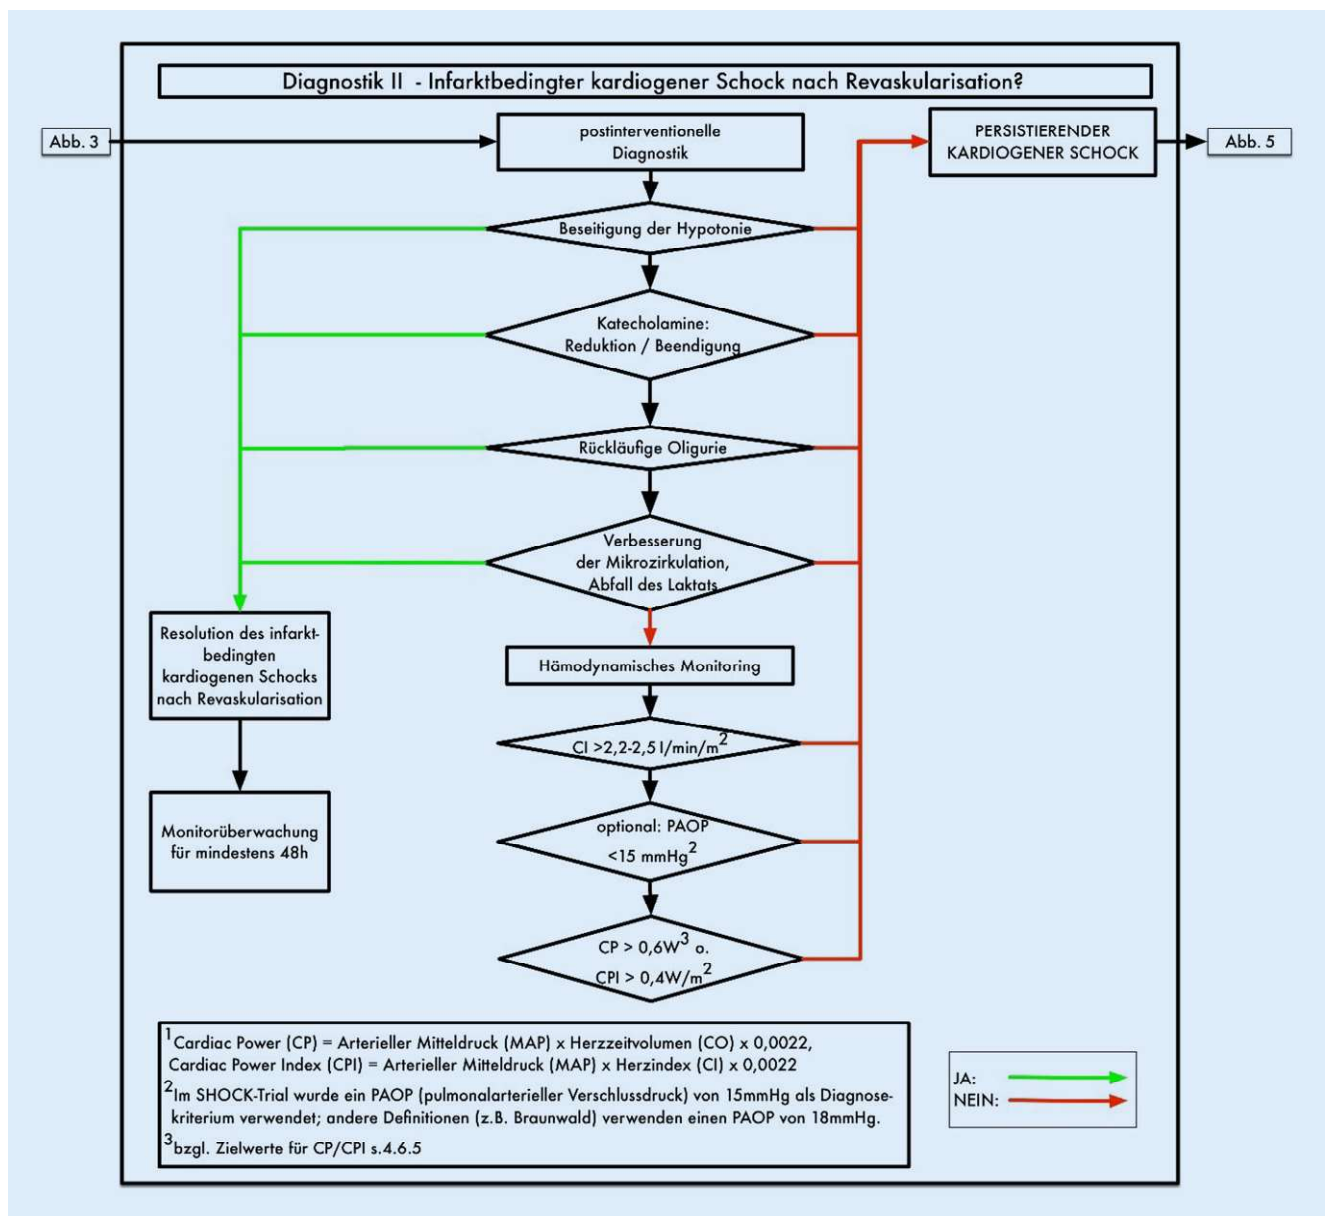 Diagnostik II - Infarktbedingter kardiogener Schock nach Revaskularisation?
Abb. 3
postinterventionelle
Diagnostik
PERSISTIERENDER
KARDIOGENER SCHOCK
Abb. 5
Beseitigung der Hypotonie
Katecholamine:
Reduktion / Beendigung
Rückläufige Oligurie
Verbesserung
der Mikrozirkulation,
Abfall des Laktats
Resolution des infarkt-
bedingten
kardiogenen Schocks
nach Revaskularisation
Hämodynamisches Monitoring
CI >2,2-2,5 l/min/m²
Monitorüberwachung
für mindestens 48h
optional: PAOP
<15 mmHg²
CP > 0,6W³ o.
CPI > 0,4W/m²
¹Cardiac Power (CP) = Arterieller Mitteldruck (MAP) x Herzzeitvolumen (CO) x 0,0022,
Cardiac Power Index (CPI) = Arterieller Mitteldruck (MAP) x Herzindex (CI) x 0,0022
²Im SHOCK-Trial wurde ein PAOP (pulmonalarterieller Verschlussdruck) von 15mmHg als Diagnose-
kriterium verwendet; andere Definitionen (z.B. Braunwald) verwenden einen PAOP von 18mmHg.
³bzgl. Zielwerte für CP/CPI s.4.6.5
JA:
NEIN: